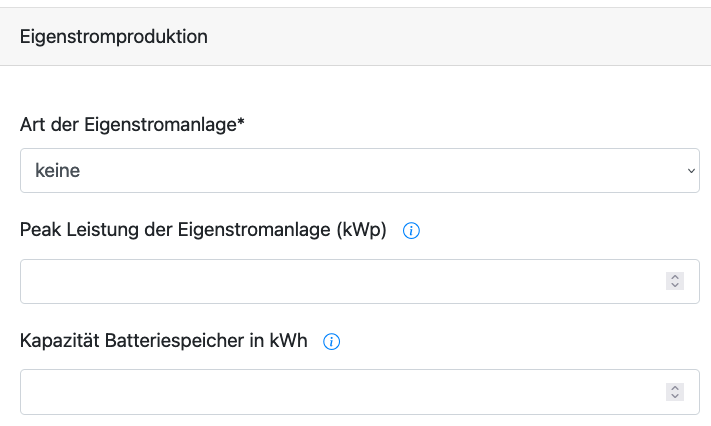 Eigenstromproduktion
Art der Eigenstromanlage*
keine
Peak Leistung der Eigenstromanlage (kWp)
Kapazität Batteriespeicher in kWh